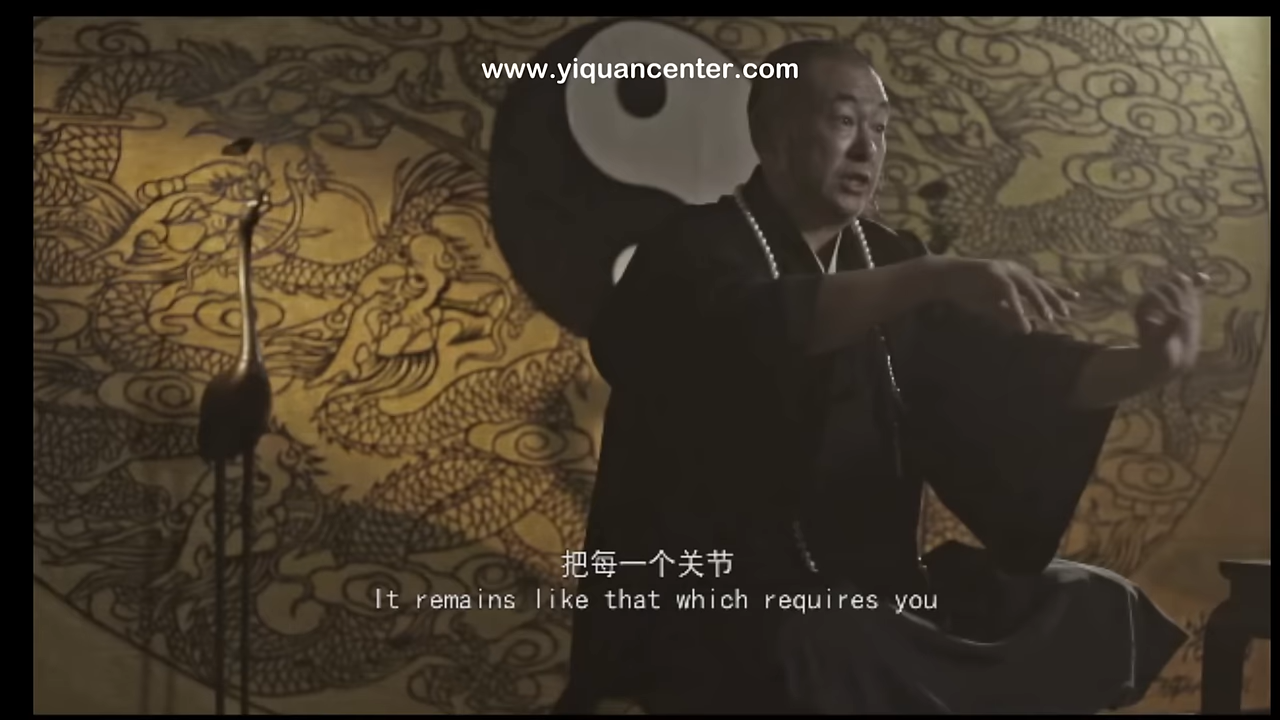 www.yiquancenter.com
把每一个关节
It remains like that which requires you